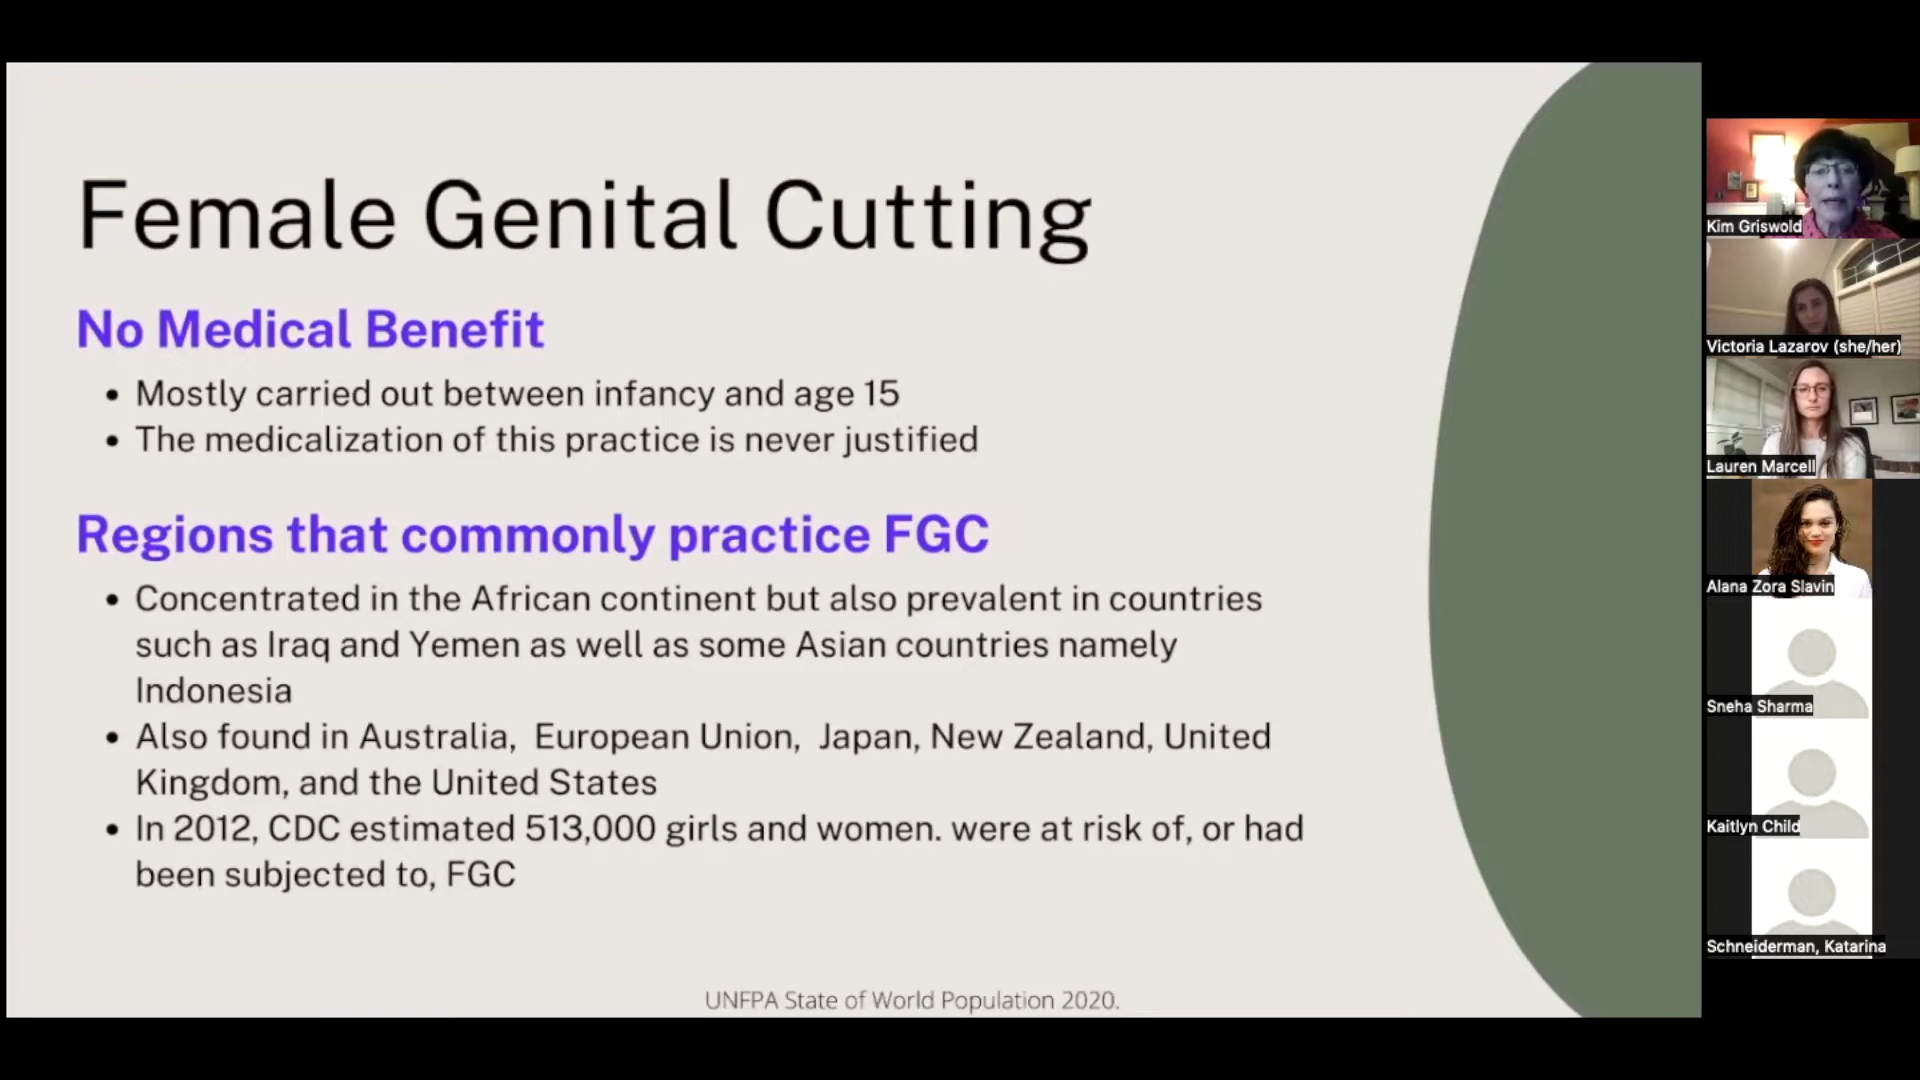 Female Genital Cutting
No Medical Benefit
• Mostly carried out between infancy and age 15
• The medicalization of this practice is never justified
Regions that commonly practice FGC
• Concentrated in the African continent but also prevalent in countries
such as Iraq and Yemen as well as some Asian countries namely
Indonesia
• Also found in Australia,  European Union,  Japan, New Zealand, United
Kingdom, and the United States
• In 2012, CDC estimated 513,000 girls and women. were at risk of, or had
been subjected to, FGC
UNFPA State of World Population 2020.
Kim Griswold
Victoria Lazarov (she/her)
Lauren Marcell
Alana Zora Slavin
Sneha Sharma
Kaitlyn Child
Schneiderman, Katarina